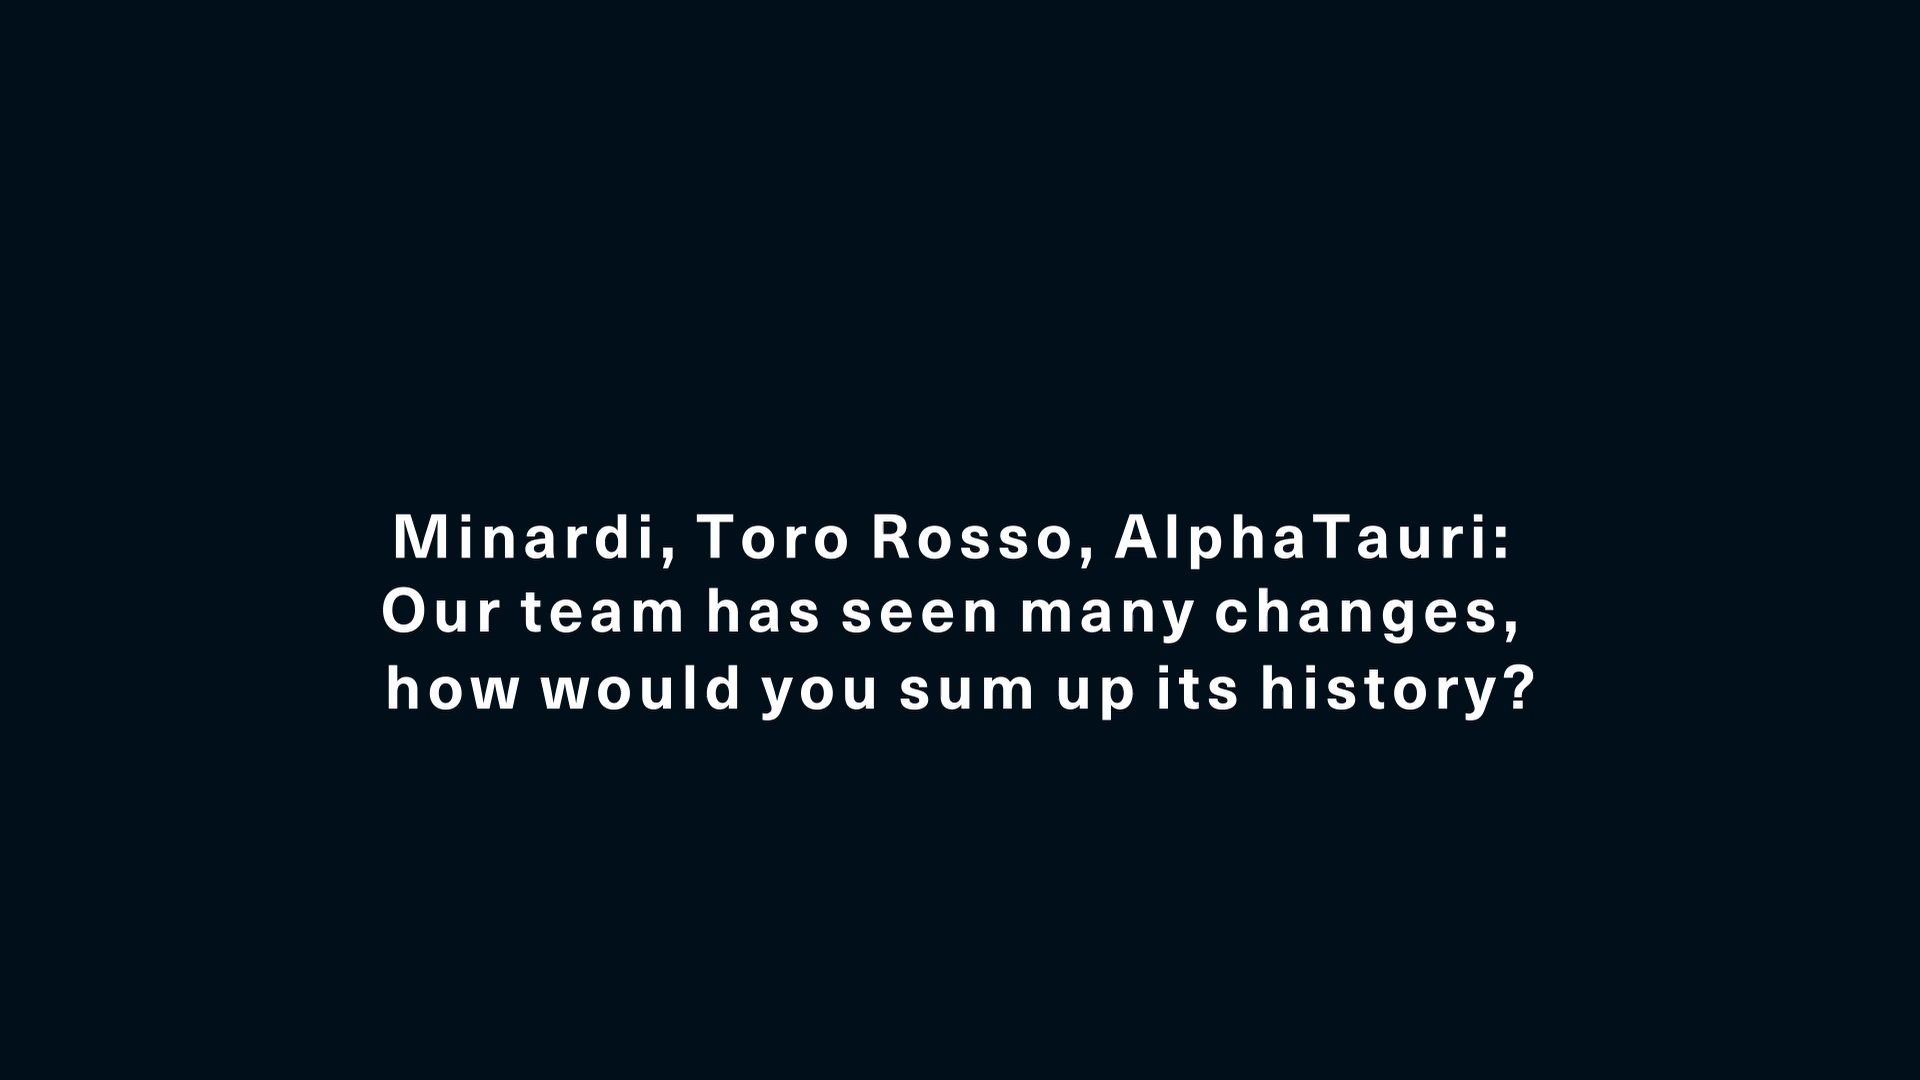 Minardi, Toro Rosso, AlphaTauri:
Our team has seen many changes,
how would you sum up its history?